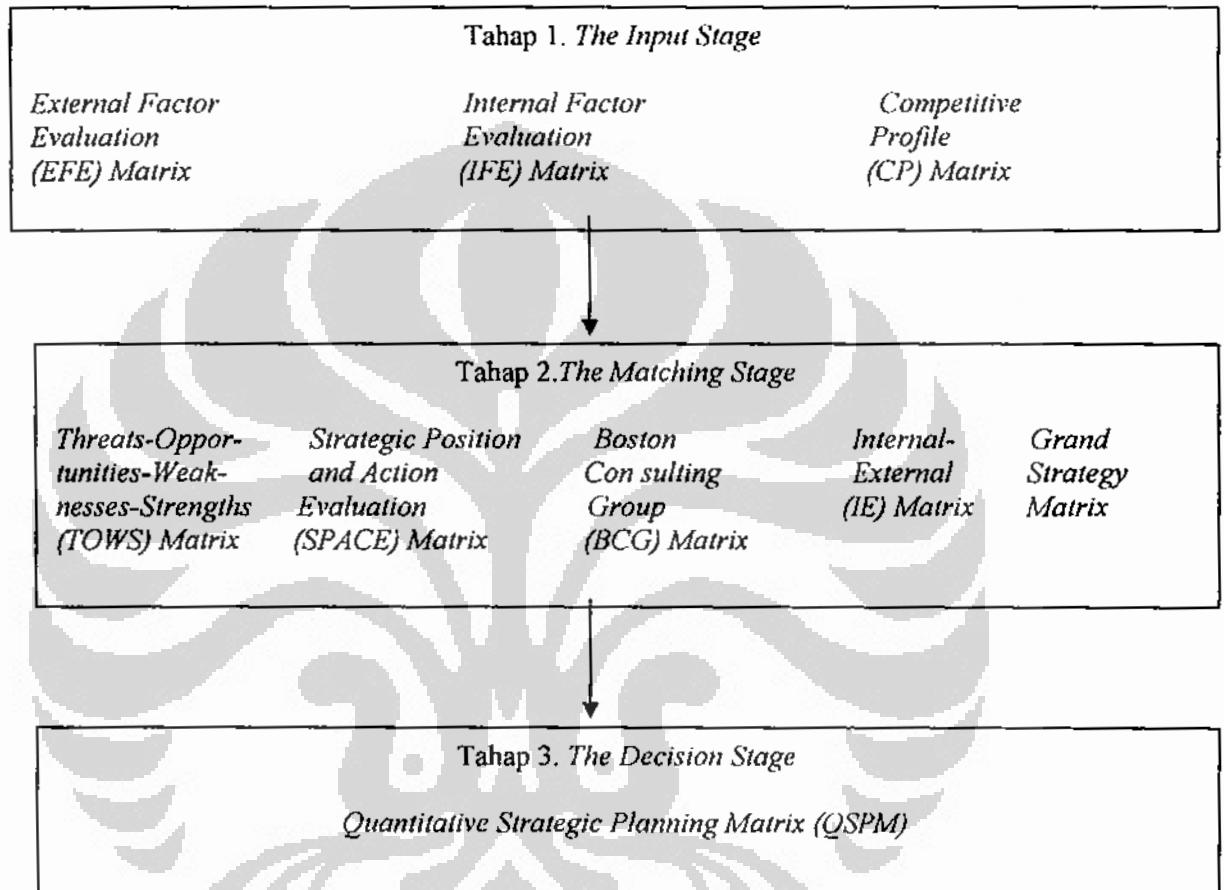 Tahap 1. The Input Stage
External Factor
Evaluation
(EFE) Matrix
Internal Factor
Evaluation
(IFE) Matrix
Competitive
Profile
(CP) Matrix
Tahap 2.The Matching Stage
Threats-Oppor-
tunities-Weak-
nesses-Strengths
(TOWS) Matrix
Strategic Position
and Action
Evaluation
(SPACE) Matrix
Boston
Con sulting
Group
(BCG) Matrix
Internal-
External
(IE) Matrix
Grand
Strategy
Matrix
Tahap 3. The Decision Stage
Quantitative Strategic Planning Matrix (QSPM)